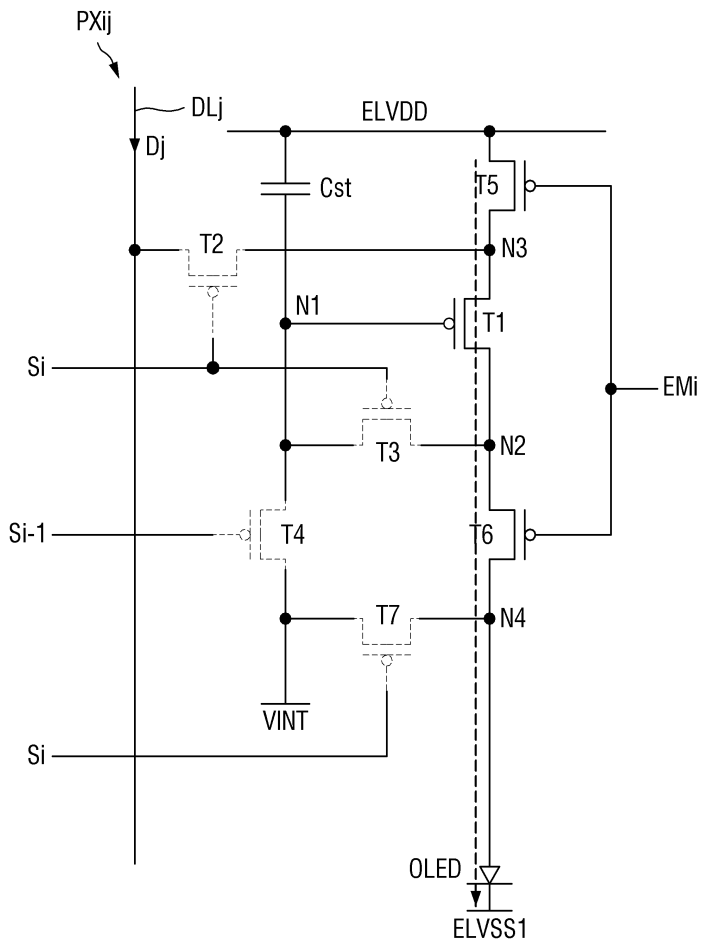 PXij
DLj
ELVDD
Dj
Cst
T5
T2
N3
N1
T1
Si
EMi
T3
N2
Si-1
T4
T6
T7
N4
VINT
Si
OLED
ELVSS1